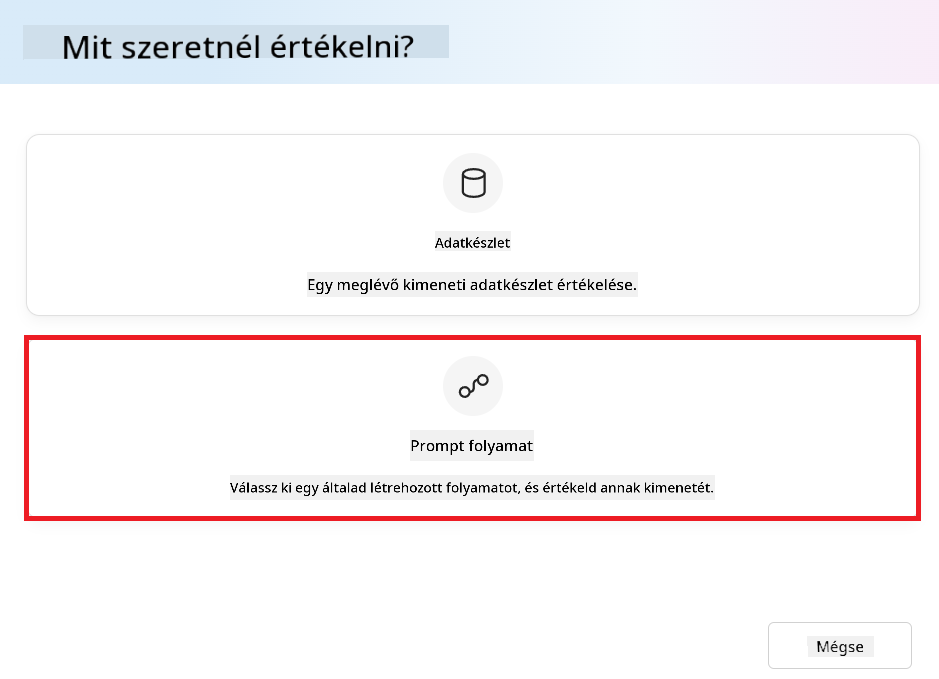 Mit szeretnél értékelni?
Adatkészlet
Egy meglévő kimeneti adatkészlet értékelése.
Prompt folyamat
Válassz ki egy általad létrehozott folyamatot, és értékeld annak kimenetét.
Mégse